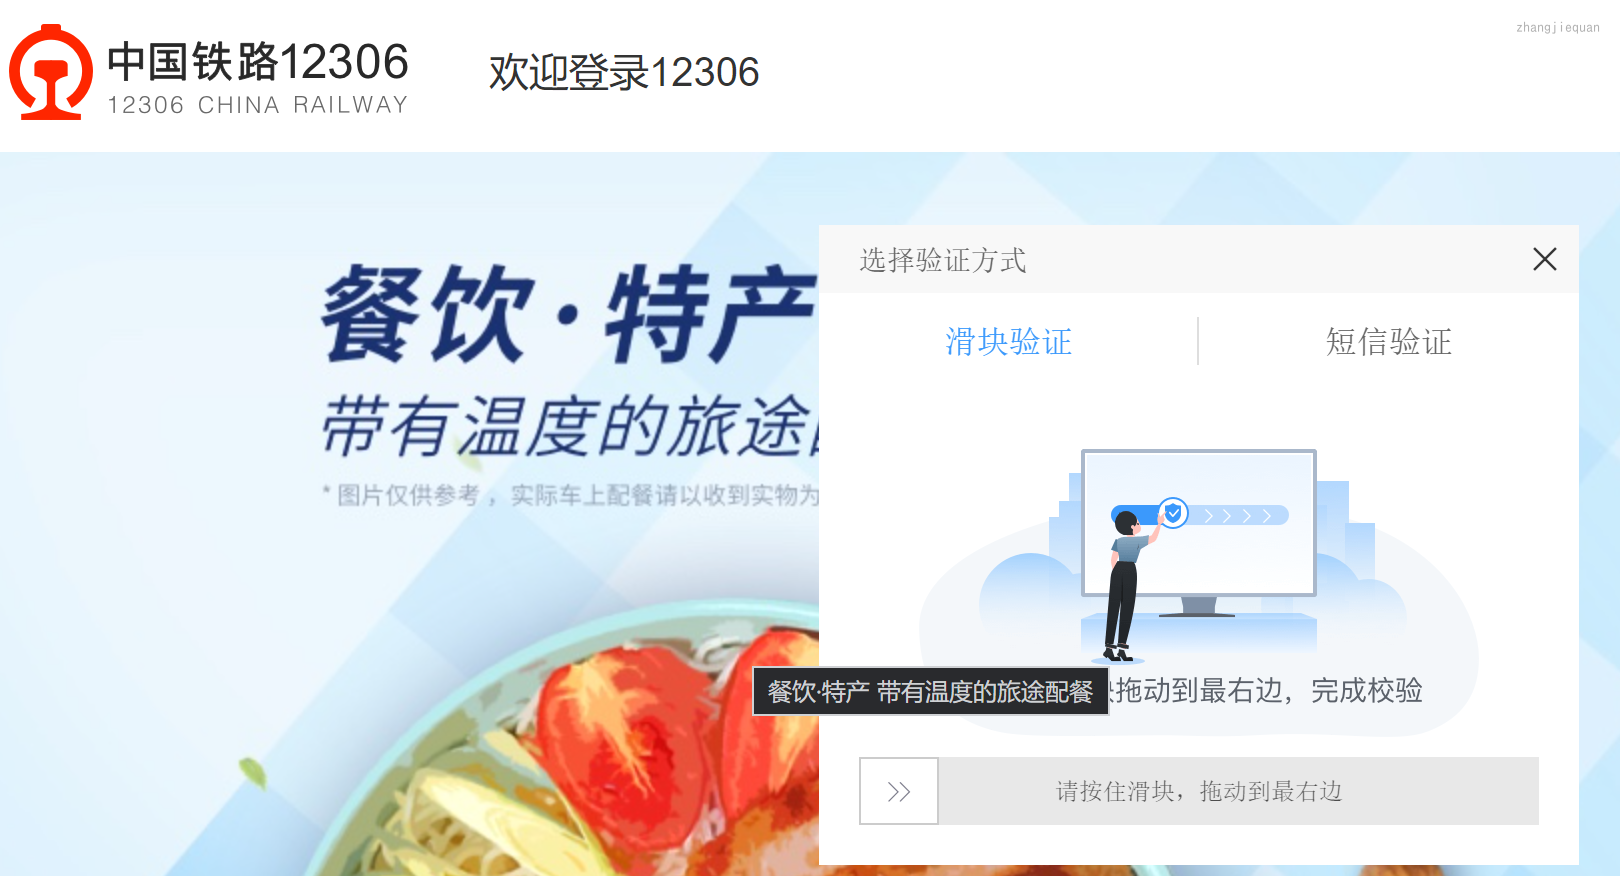 zhangjiequan
中国铁路12306
12306 CHINA RAILWAY
欢迎登录12306
选择验证方式
滑块验证
短信验证
餐饮·特产
带有温度的旅途
* 图片仅供参考，实际车上配餐请以收到实物为
餐饮·特产 带有温度的旅途配餐
拖动到最右边，完成校验
请按住滑块，拖动到最右边